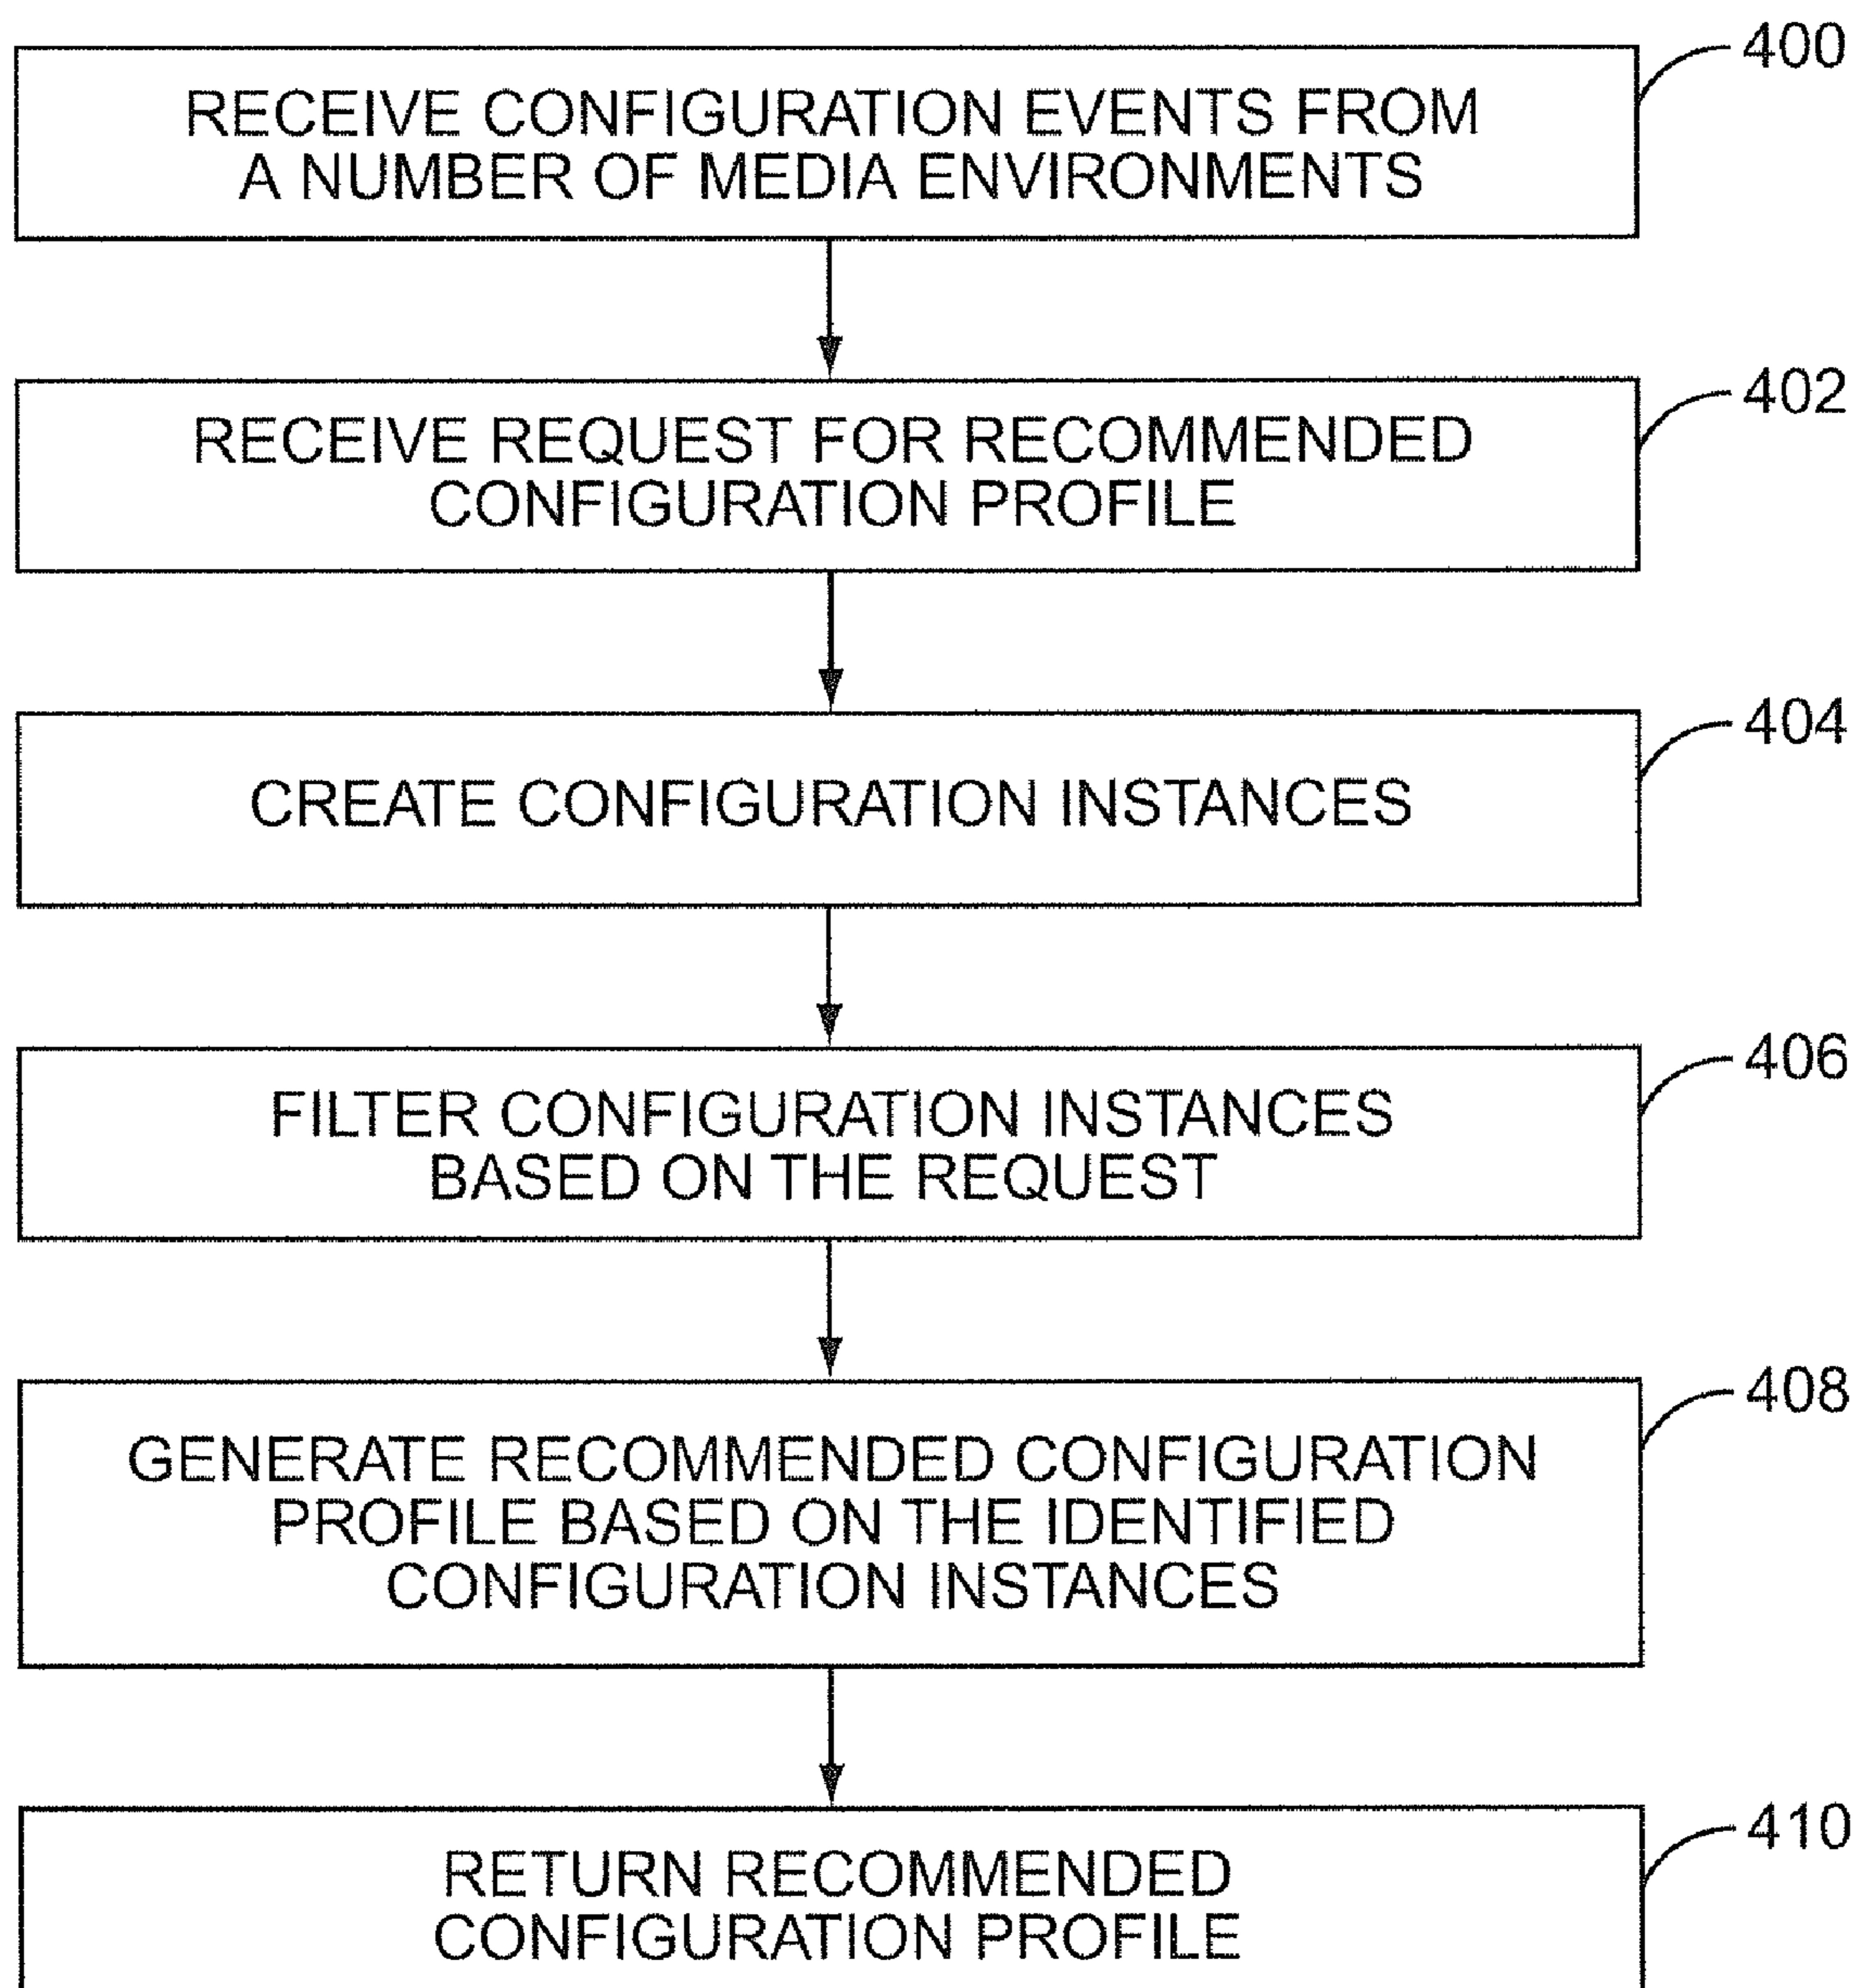 400
RECEIVE CONFIGURATION EVENTS FROM
A NUMBER OF MEDIA ENVIRONMENTS
402
RECEIVE REQUEST FOR RECOMMENDED
CONFIGURATION PROFILE
404
CREATE CONFIGURATION INSTANCES
406
FILTER CONFIGURATION INSTANCES
BASED ON THE REQUEST
408
GENERATE RECOMMENDED CONFIGURATION
PROFILE BASED ON THE IDENTIFIED
CONFIGURATION INSTANCES
410
RETURN RECOMMENDED
CONFIGURATION PROFILE